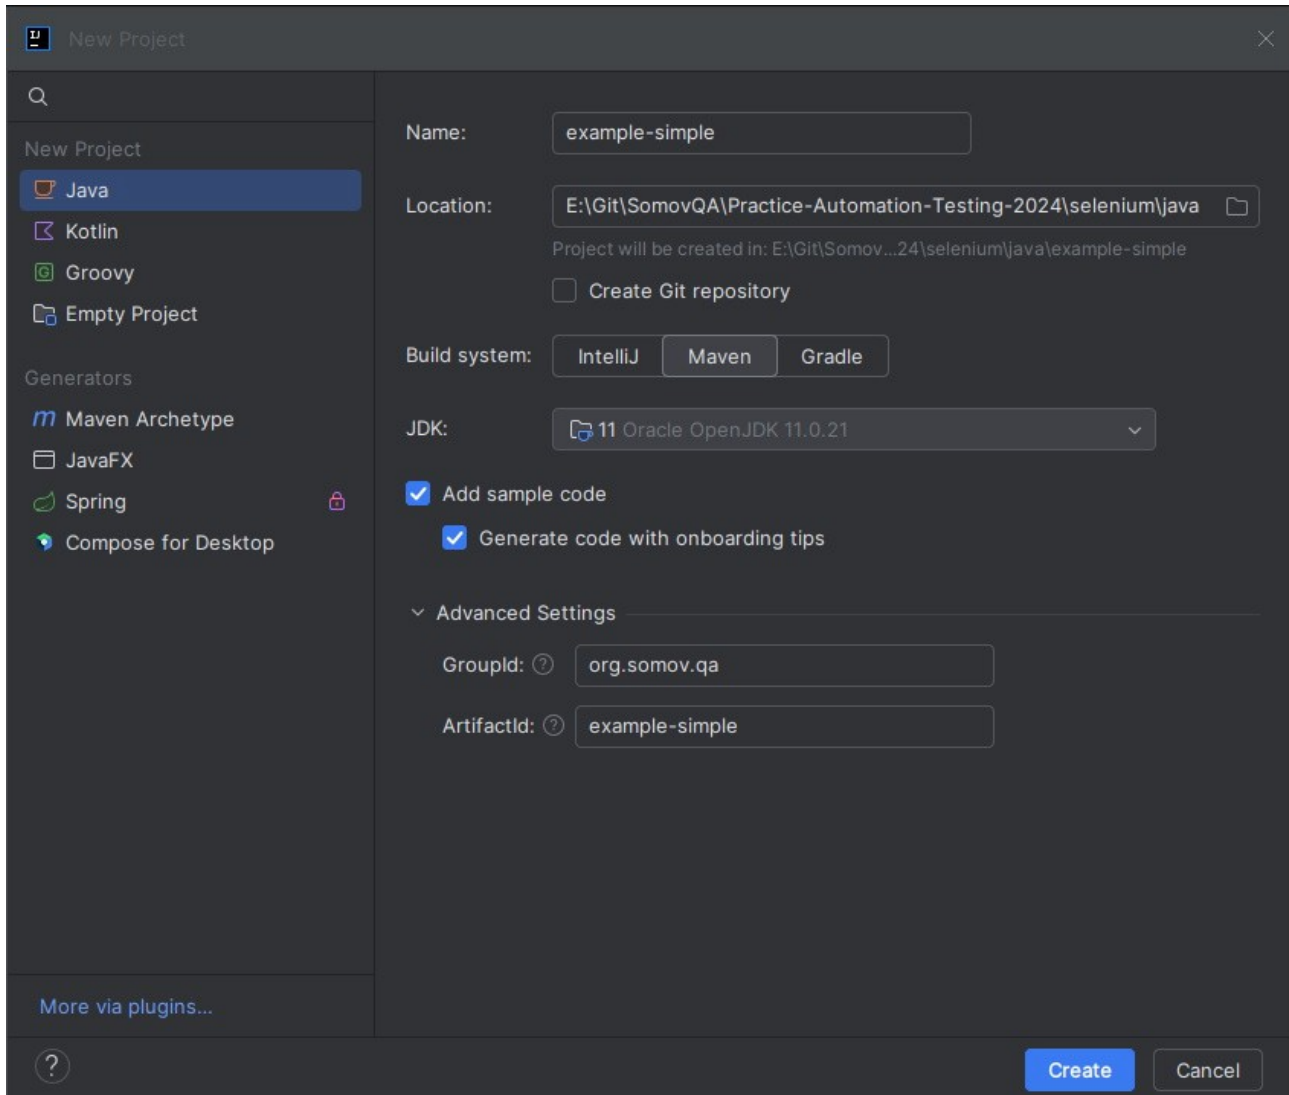 New Project
New Project
Java
Kotlin
Groovy
Empty Project
Generators
Maven Archetype
JavaFX
Spring
Compose for Desktop
More via plugins...
Name: example-simple
Location: E:\Git\SomovQA\Practice-Automation-Testing-2024\selenium\java
Project will be created in: E:\Git\Somov...24\selenium\java\example-simple
Create Git repository
Build system: IntelliJ Maven Gradle
JDK: 11 Oracle OpenJDK 11.0.21
Add sample code
Generate code with onboarding tips
Advanced Settings
GroupId: ? org.somov.qa
ArtifactId: ? example-simple
? Create Cancel